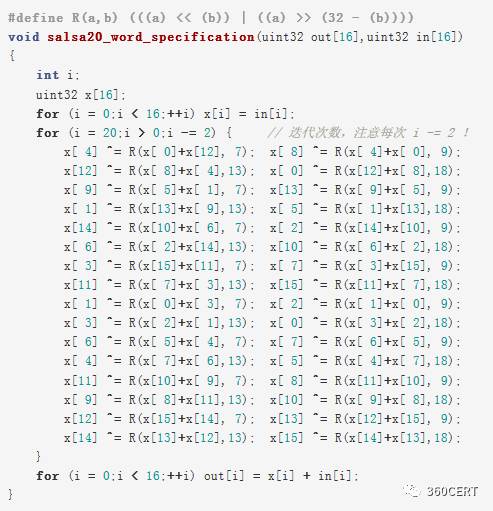 #define R(a,b) (((a) << (b)) | ((a) >> (32 - (b))))
void salsa20_word_specification(uint32 out[16],uint32 in[16])
{
    int i;
    uint32 x[16];
    for (i = 0;i < 16;++i) x[i] = in[i];
    for (i = 20;i > 0;i -= 2) {     // 迭代次数，注意每次 i -= 2 !
        x[ 4] ^= R(x[ 0]+x[12], 7);  x[ 8] ^= R(x[ 4]+x[ 0], 9);
        x[12] ^= R(x[ 8]+x[ 4],13);  x[ 0] ^= R(x[12]+x[ 8],18);
        x[ 9] ^= R(x[ 5]+x[ 1], 7);  x[13] ^= R(x[ 9]+x[ 5], 9);
        x[ 1] ^= R(x[13]+x[ 9],13);  x[ 5] ^= R(x[ 1]+x[13],18);
        x[14] ^= R(x[10]+x[ 6], 7);  x[ 2] ^= R(x[14]+x[10], 9);
        x[ 6] ^= R(x[ 2]+x[14],13);  x[10] ^= R(x[ 6]+x[ 2],18);
        x[ 3] ^= R(x[15]+x[11], 7);  x[ 7] ^= R(x[ 3]+x[15], 9);
        x[11] ^= R(x[ 7]+x[ 3],13);  x[15] ^= R(x[11]+x[ 7],18);
        x[ 1] ^= R(x[ 0]+x[ 3], 7);  x[ 2] ^= R(x[ 1]+x[ 0], 9);
        x[ 3] ^= R(x[ 2]+x[ 1],13);  x[ 0] ^= R(x[ 3]+x[ 2],18);
        x[ 6] ^= R(x[ 5]+x[ 4], 7);  x[ 7] ^= R(x[ 6]+x[ 5], 9);
        x[ 4] ^= R(x[ 7]+x[ 6],13);  x[ 5] ^= R(x[ 4]+x[ 7],18);
        x[11] ^= R(x[10]+x[ 9], 7);  x[ 8] ^= R(x[11]+x[10], 9);
        x[ 9] ^= R(x[ 8]+x[11],13);  x[10] ^= R(x[ 9]+x[ 8],18);
        x[12] ^= R(x[15]+x[14], 7);  x[13] ^= R(x[12]+x[15], 9);
        x[14] ^= R(x[13]+x[12],13);  x[15] ^= R(x[14]+x[13],18);
    }
    for (i = 0;i < 16;++i) out[i] = x[i] + in[i];
}
360CERT